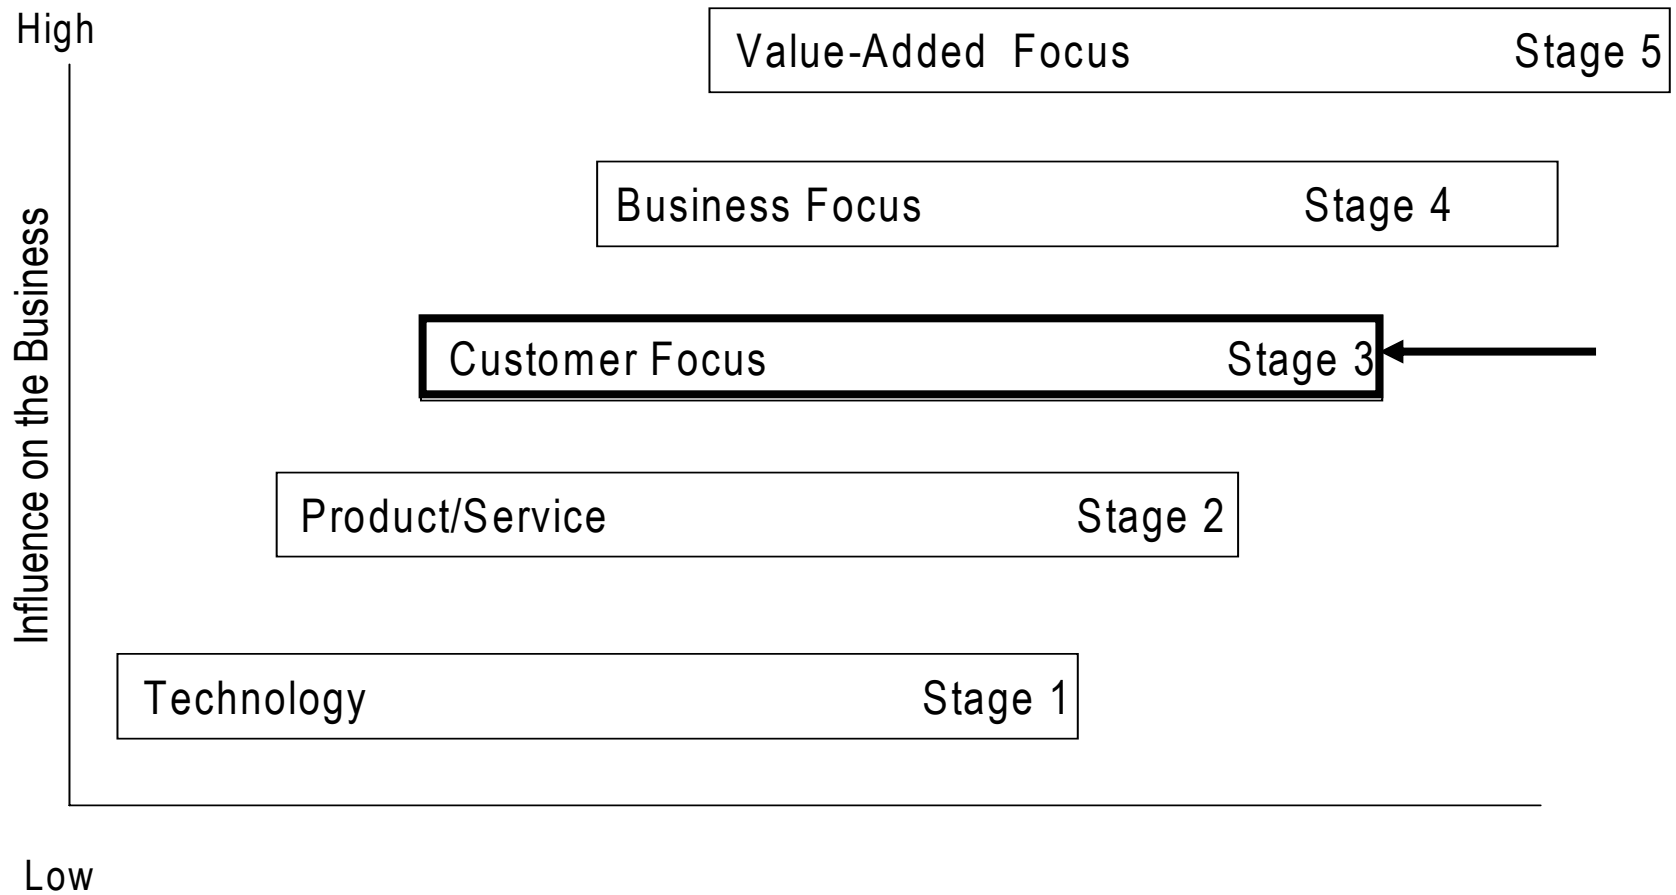 High
Value-Added Focus Stage 5
Business Focus Stage 4
Influence on the Business
Customer Focus Stage 3
Product/Service Stage 2
Technology Stage 1
Low